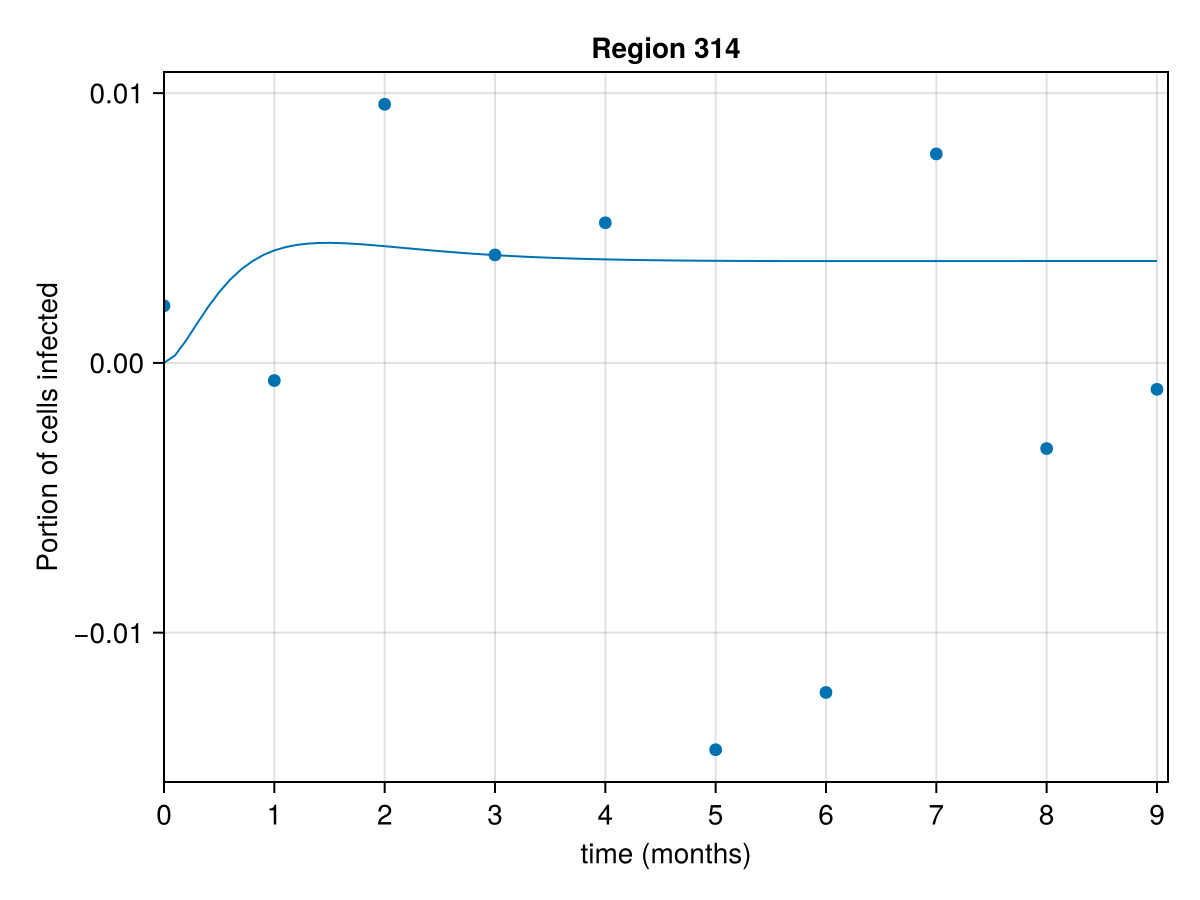 Region 314
0.01
0.00
−0.01
Portion of cells infected
0 1 2 3 4 5 6 7 8 9
time (months)